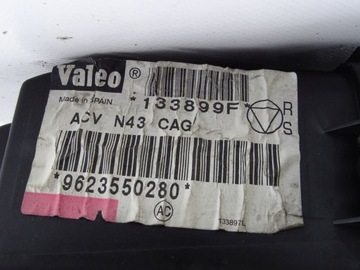 Valeo ®
Made in SPAIN
*133899F*
R
S
ACV N43 CAG
*9623550280*
AC
133897L